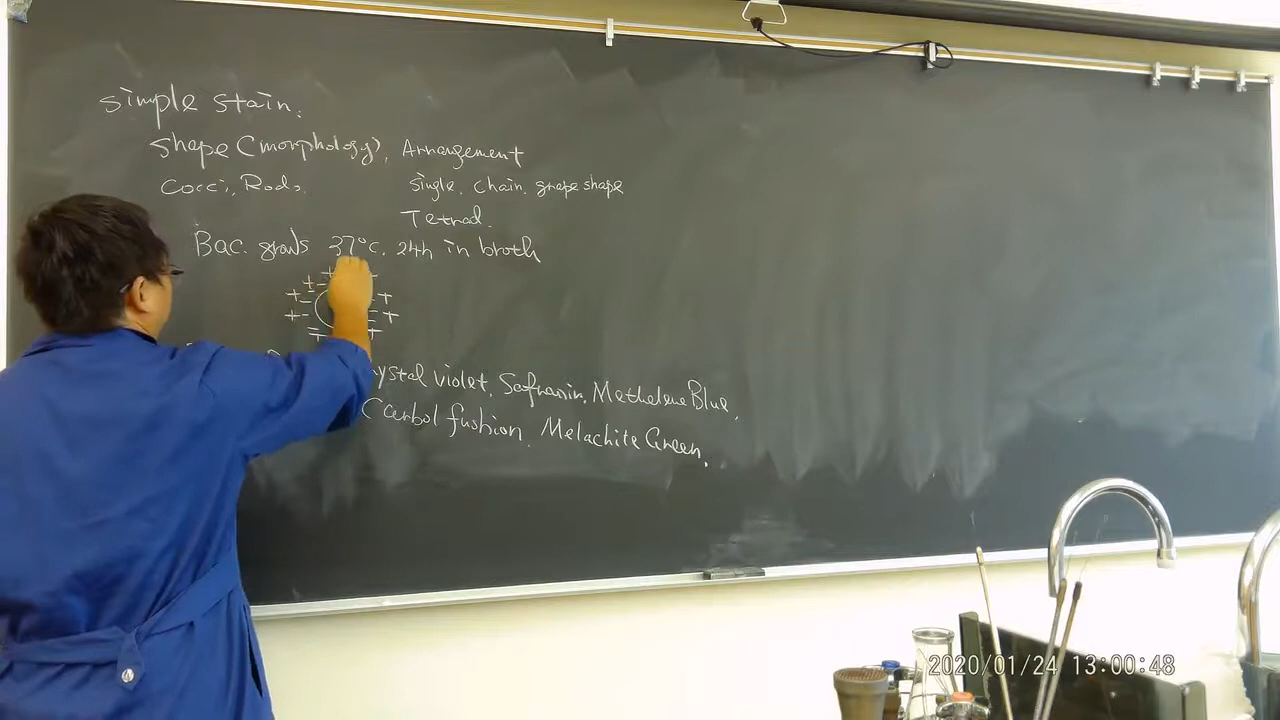 simple stain.
shape (morphology), Arrangement
Cocci, Rods. single. chain. grape shape
Tetrad.
Bac. grows 37°C. 24h in broth
ystal violet, Safranin, Methelene Blue,
Carbol fushion, Melachite Green.
2020/01/24 13:00:48